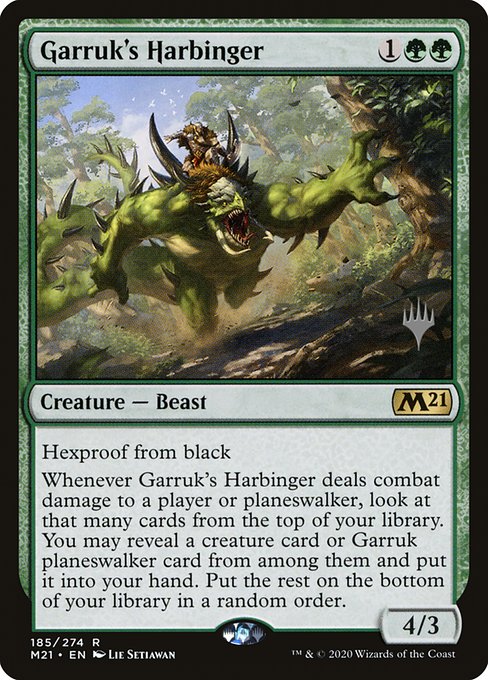 Garruk's Harbinger 1
Creature — Beast
M21
Hexproof from black
Whenever Garruk's Harbinger deals combat
damage to a player or planeswalker, look at
that many cards from the top of your library.
You may reveal a creature card or Garruk
planeswalker card from among them and put
it into your hand. Put the rest on the bottom
of your library in a random order.
4/3
185/274 R
M21 • EN Lie Setiawan
™ & © 2020 Wizards of the Coast